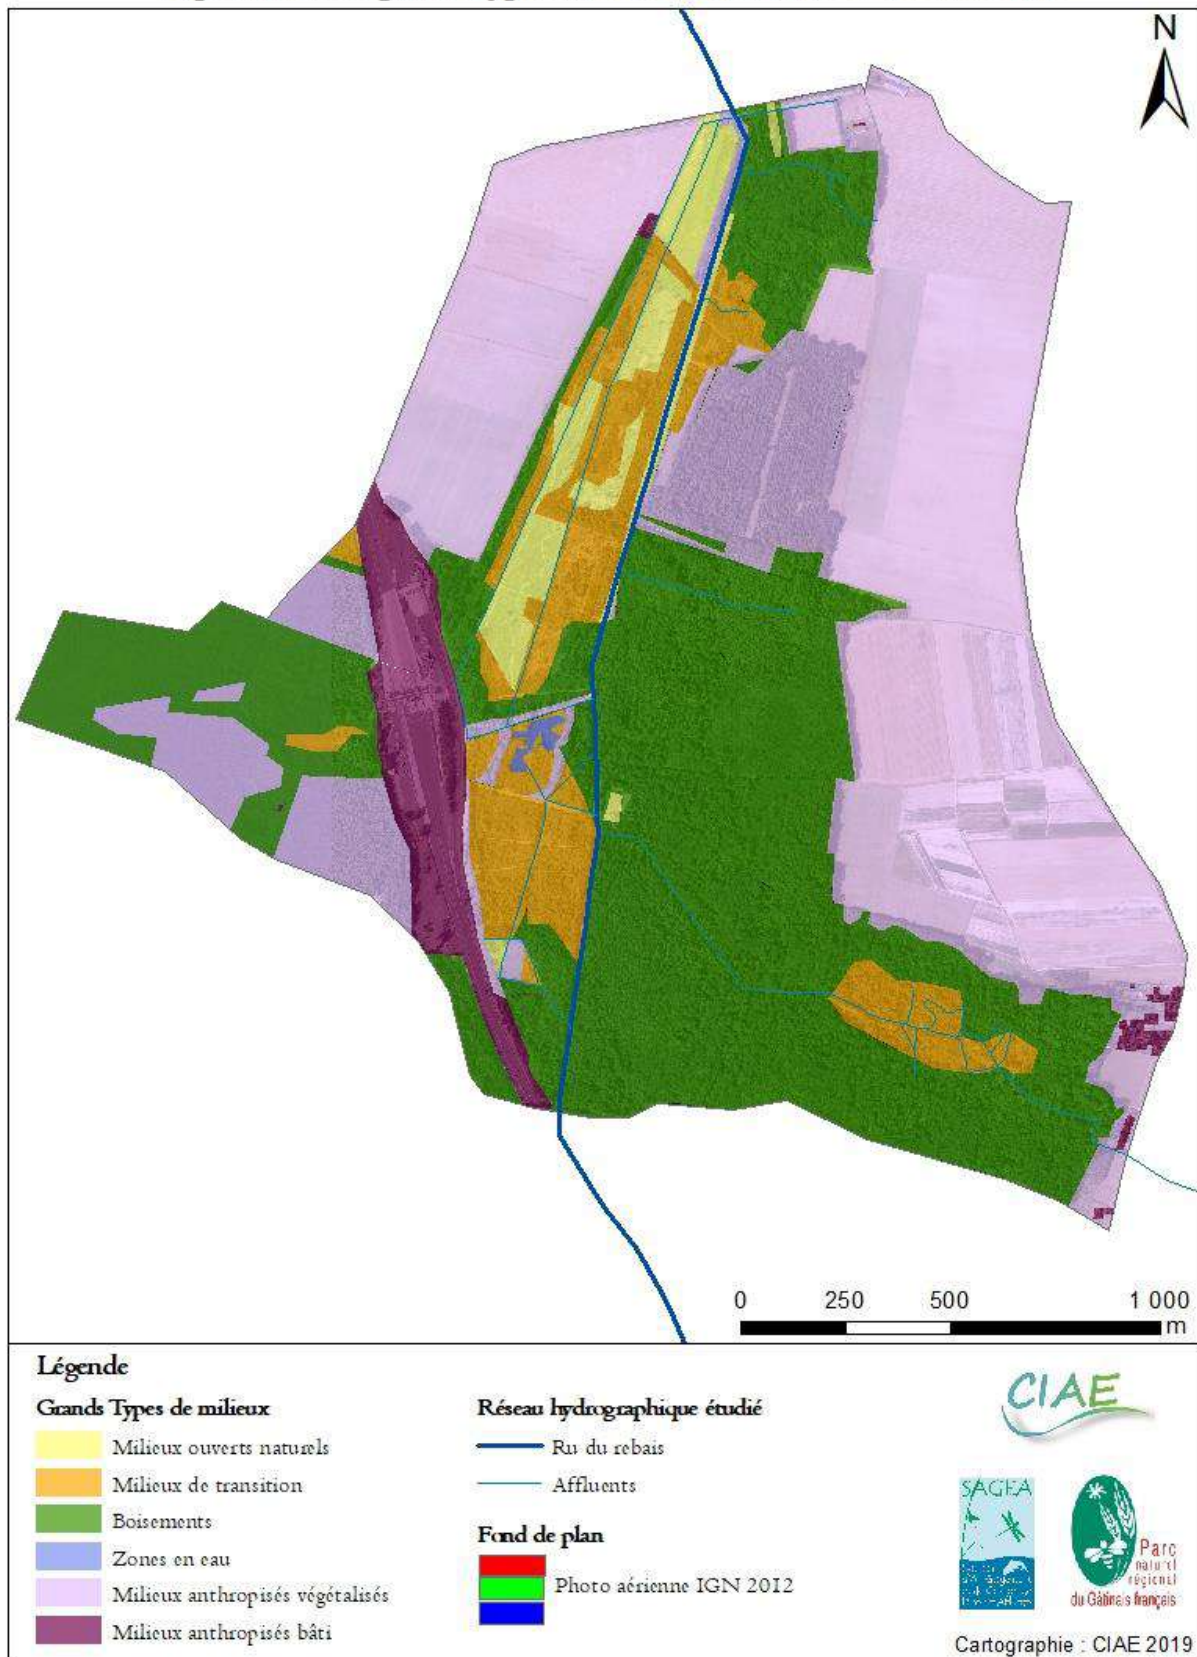 N
0 250 500 1 000
m
Légende
Grands Types de milieux
Milieux ouverts naturels
Milieux de transition
Boisements
Zones en eau
Milieux anthropisés végétalisés
Milieux anthropisés bâti
Réseau hydrographique étudié
Ru du rebais
Affluents
Fond de plan
Photo aérienne IGN 2012
CIAE
SAGEA
Parc
naturel
régional
du Gâtinais français
Cartographie : CIAE 2019